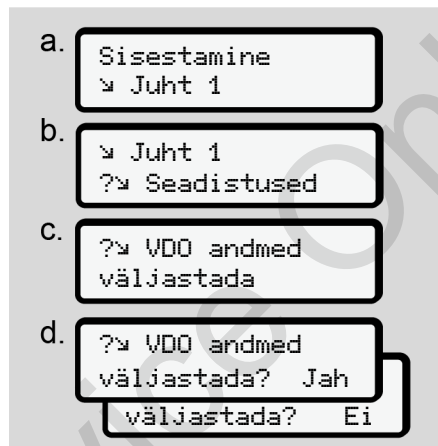 a.
Sisestamine
↘ Juht 1
b.
↘ Juht 1
?↘ Seadistused
c.
?↘ VDO andmed
väljastada
d.
?↘ VDO andmed
väljastada? Jah
väljastada? Ei